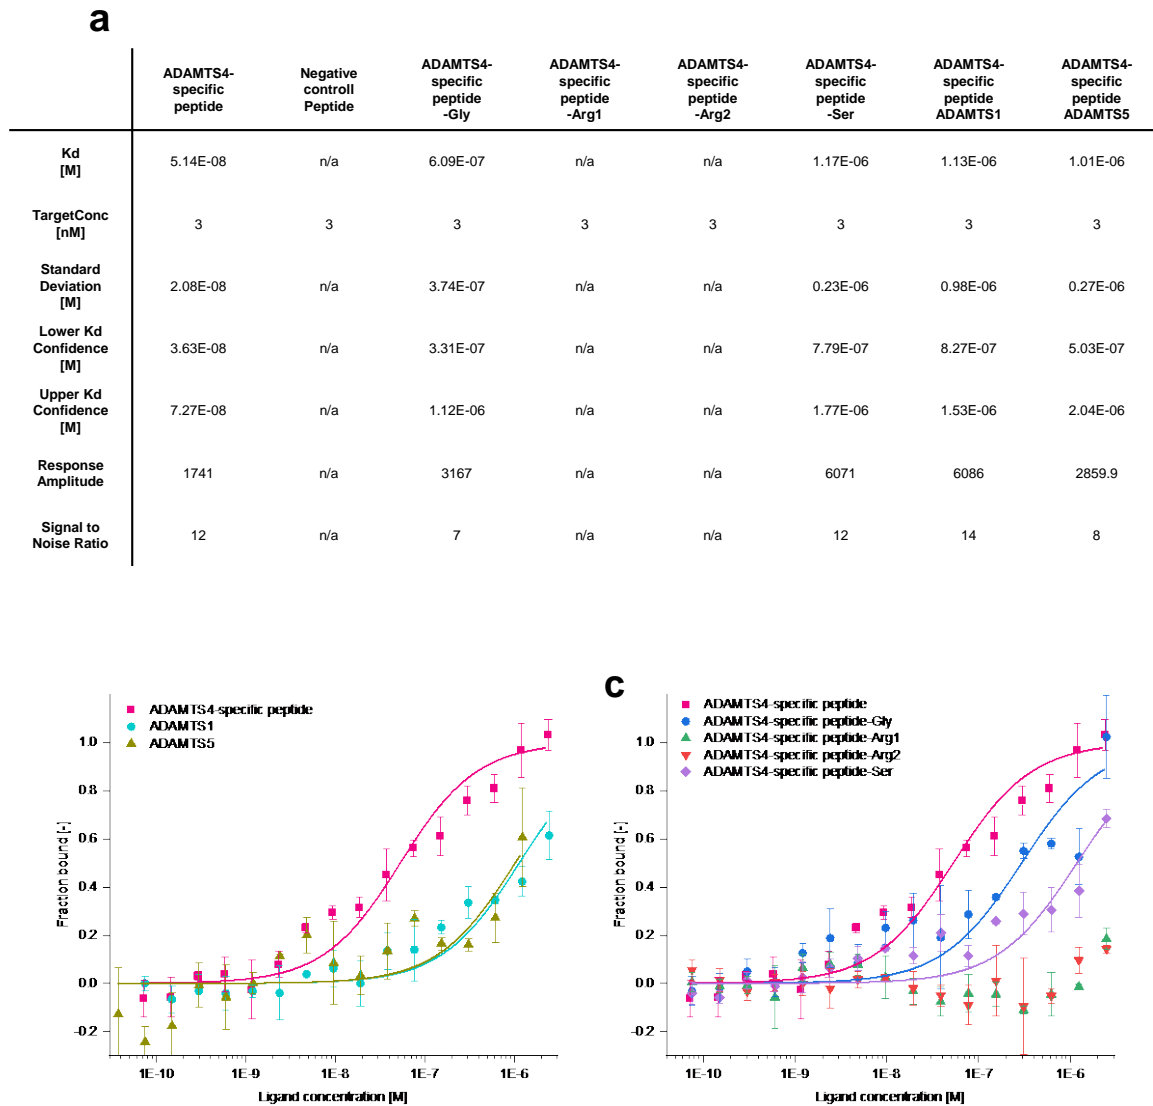 a
ADAMTS4-
specific
peptide
Negative
controll
Peptide
ADAMTS4-
specific
peptide
-Gly
ADAMTS4-
specific
peptide
-Arg1
ADAMTS4-
specific
peptide
-Arg2
ADAMTS4-
specific
peptide
-Ser
ADAMTS4-
specific
peptide
ADAMTS1
ADAMTS4-
specific
peptide
ADAMTS5
Kd
[M]
5.14E-08 n/a 6.09E-07 n/a n/a 1.17E-06 1.13E-06 1.01E-06
TargetConc
[nM]
3 3 3 3 3 3 3 3
Standard
Deviation
[M]
2.08E-08 n/a 3.74E-07 n/a n/a 0.23E-06 0.98E-06 0.27E-06
Lower Kd
Confidence
[M]
3.63E-08 n/a 3.31E-07 n/a n/a 7.79E-07 8.27E-07 5.03E-07
Upper Kd
Confidence
[M]
7.27E-08 n/a 1.12E-06 n/a n/a 1.77E-06 1.53E-06 2.04E-06
Response
Amplitude
1741 n/a 3167 n/a n/a 6071 6086 2859.9
Signal to
Noise Ratio
12 n/a 7 n/a n/a 12 14 8
ADAMTS4-specific peptide
ADAMTS1
ADAMTS5
Fraction bound [-]
1.0
0.8
0.6
0.4
0.2
0.0
-0.2
1E-10 1E-9 1E-8 1E-7 1E-6
Ligand concentration [M]
c
ADAMTS4-specific peptide
ADAMTS4-specific peptide-Gly
ADAMTS4-specific peptide-Arg1
ADAMTS4-specific peptide-Arg2
ADAMTS4-specific peptide-Ser
Fraction bound [-]
1.0
0.8
0.6
0.4
0.2
0.0
-0.2
1E-10 1E-9 1E-8 1E-7 1E-6
Ligand concentration [M]